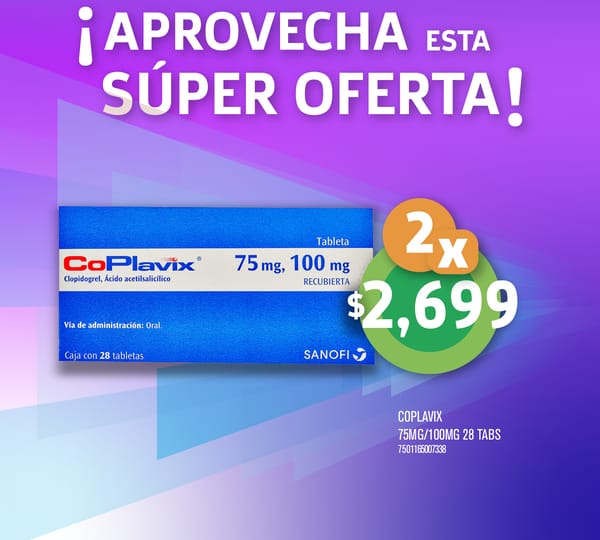 ¡APROVECHA ESTA
SÚPER OFERTA!
Tableta
CoPlavix® 75 mg, 100 mg
Clopidogrel, Ácido acetilsalicílico RECUBIERTA
Vía de administración: Oral.
Caja con 28 tabletas SANOFI
2x
$2,699
COPLAVIX
75MG/100MG 28 TABS
7501165007338